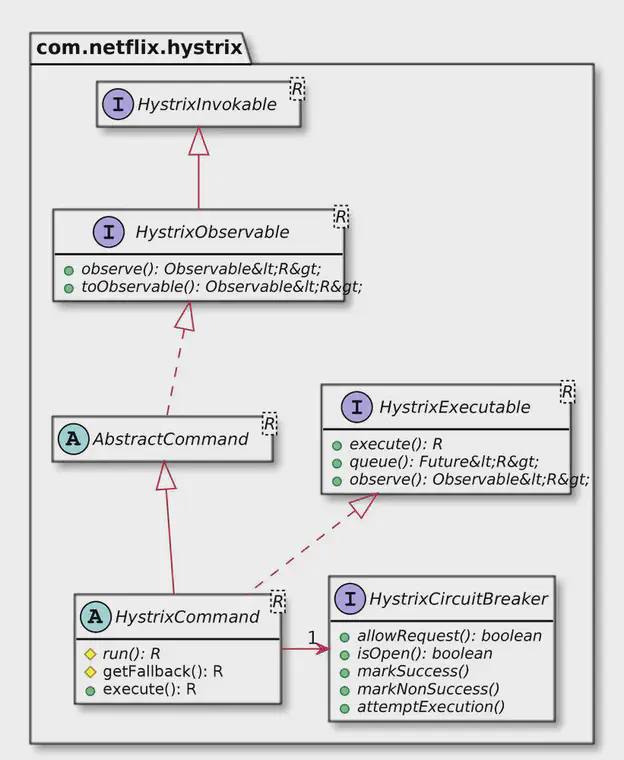 com.netflix.hystrix
R
I HystrixInvokable
R
I HystrixObservable
observe(): Observable&lt;R&gt;
toObservable(): Observable&lt;R&gt;
R
A AbstractCommand
R
I HystrixExecutable
execute(): R
queue(): Future&lt;R&gt;
observe(): Observable&lt;R&gt;
R
A HystrixCommand
run(): R
getFallback(): R
execute(): R
1
I HystrixCircuitBreaker
allowRequest(): boolean
isOpen(): boolean
markSuccess()
markNonSuccess()
attemptExecution()